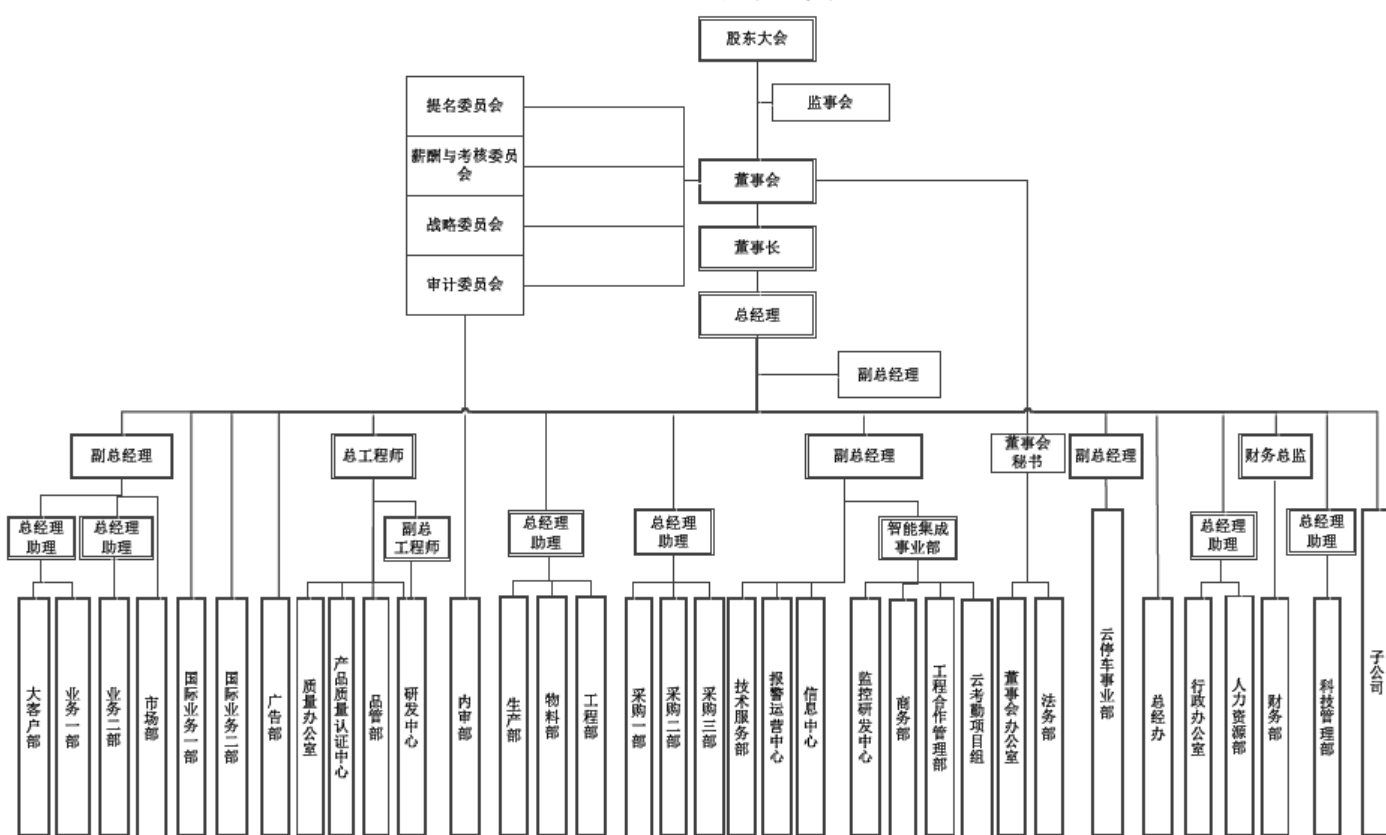 股东大会
监事会
提名委员会
薪酬与考核委员
会
战略委员会
审计委员会
董事会
董事长
总经理
副总经理
副总经理
总工程师
副总经理
董事会
秘书
副总经理
财务总监
总经理
助理
总经理
助理
副总
工程师
总经理
助理
总经理
助理
智能集成
事业部
总经理
助理
总经理
助理
大客户部
业务一部
业务二部
市场部
国际业务一部
国际业务二部
广告部
质量办公室
产品质量认证中心
品管部
研发中心
内审部
生产部
物料部
工程部
采购一部
采购二部
采购三部
技术服务部
报警运营中心
信息中心
监控研发中心
商务部
工程合作管理部
云考勤项目组
董事会办公室
法务部
云停车事业部
总经办
行政办公室
人力资源部
财务部
科技管理部
子公司